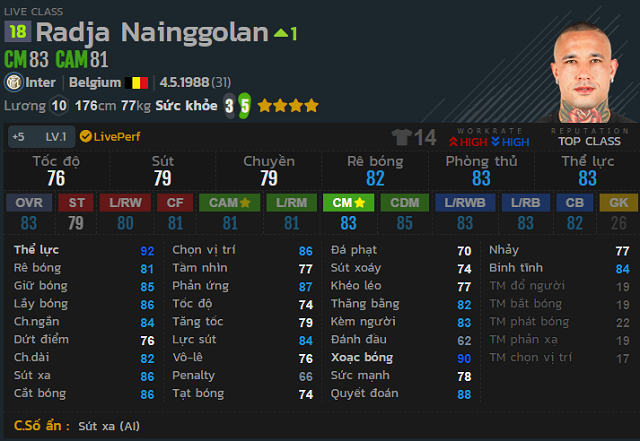 LIVE CLASS
18 Radja Nainggolan 1
CM 83 CAM 81
Inter Belgium 4.5.1988 (31)
Lương 10 176cm 77kg Sức khỏe 3 5
+5 LV.1 LivePerf 14 WORKRATE HIGH HIGH REPUTATION TOP CLASS
Tốc độ Sút Chuyền Rê bóng Phòng thủ Thể lực
76 79 79 82 83 83
OVR ST L/RW CF CAM L/RM CM CDM L/RWB L/RB CB GK
83 79 80 81 81 81 83 85 83 83 82 26
Thể lực 92 Chọn vị trí 86 Đá phạt 70 Nhảy 77
Rê bóng 81 Tầm nhìn 77 Sút xoáy 74 Bình tĩnh 84
Giữ bóng 85 Phản ứng 87 Khéo léo 77 TM đổ người 19
Lấy bóng 86 Tốc độ 74 Thăng bằng 82 TM bắt bóng 19
Ch.ngắn 84 Tăng tốc 79 Kèm người 83 TM phát bóng 22
Dứt điểm 76 Lực sút 84 Đánh đầu 62 TM phản xạ 19
Ch.dài 82 Vô-lê 76 Xoạc bóng 90 TM chọn vị trí 17
Sút xa 86 Penalty 66 Sức mạnh 78
Cắt bóng 86 Tạt bóng 74 Quyết đoán 88
C.Số ẩn : Sút xa (AI)